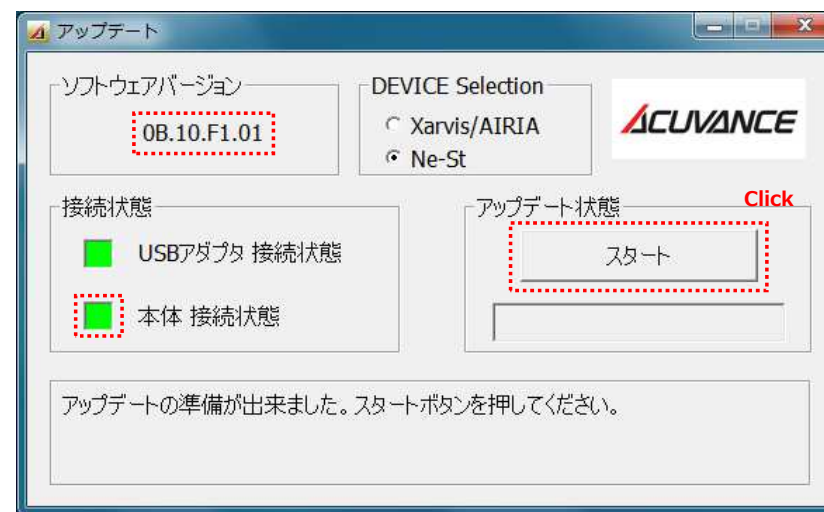 アップデート
ソフトウェアバージョン
0B.10.F1.01
DEVICE Selection
Xarvis/AIRIA
Ne-St
ACUVANCE
接続状態
USBアダプタ 接続状態
本体 接続状態
アップデート状態
Click
スタート
アップデートの準備が出来ました。スタートボタンを押してください。